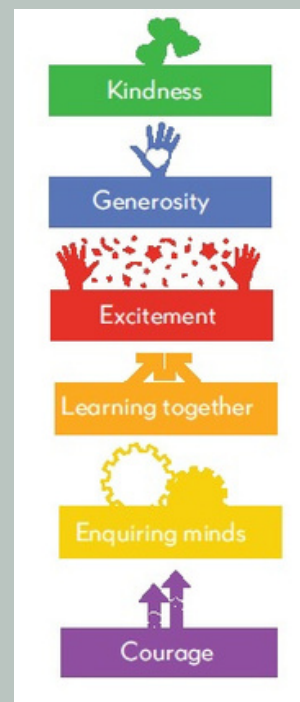 Kindness
Generosity
Excitement
Learning together
Enquiring minds
Courage